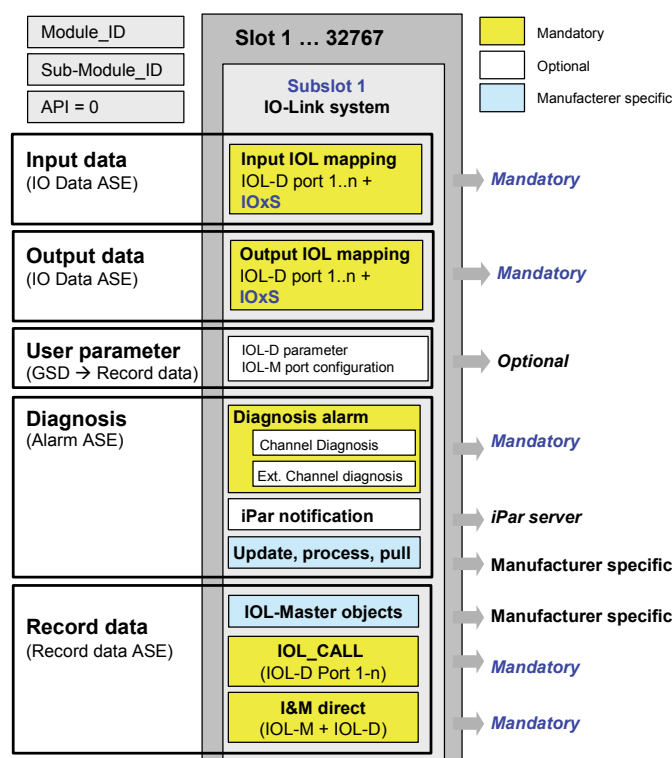 Module_ID
Sub-Module_ID
API = 0
Slot 1 … 32767
Subslot 1
IO-Link system
Mandatory
Optional
Manufacterer specific
Input data
(IO Data ASE)
Input IOL mapping
IOL-D port 1..n +
IOxS
Mandatory
Output data
(IO Data ASE)
Output IOL mapping
IOL-D port 1..n +
IOxS
Mandatory
User parameter
(GSD → Record data)
IOL-D parameter
IOL-M port configuration
Optional
Diagnosis
(Alarm ASE)
Diagnosis alarm
Channel Diagnosis
Ext. Channel diagnosis
Mandatory
iPar notification
iPar server
Update, process, pull
Manufacturer specific
Record data
(Record data ASE)
IOL-Master objects
Manufacturer specific
IOL_CALL
(IOL-D Port 1-n)
Mandatory
I&M direct
(IOL-M + IOL-D)
Mandatory